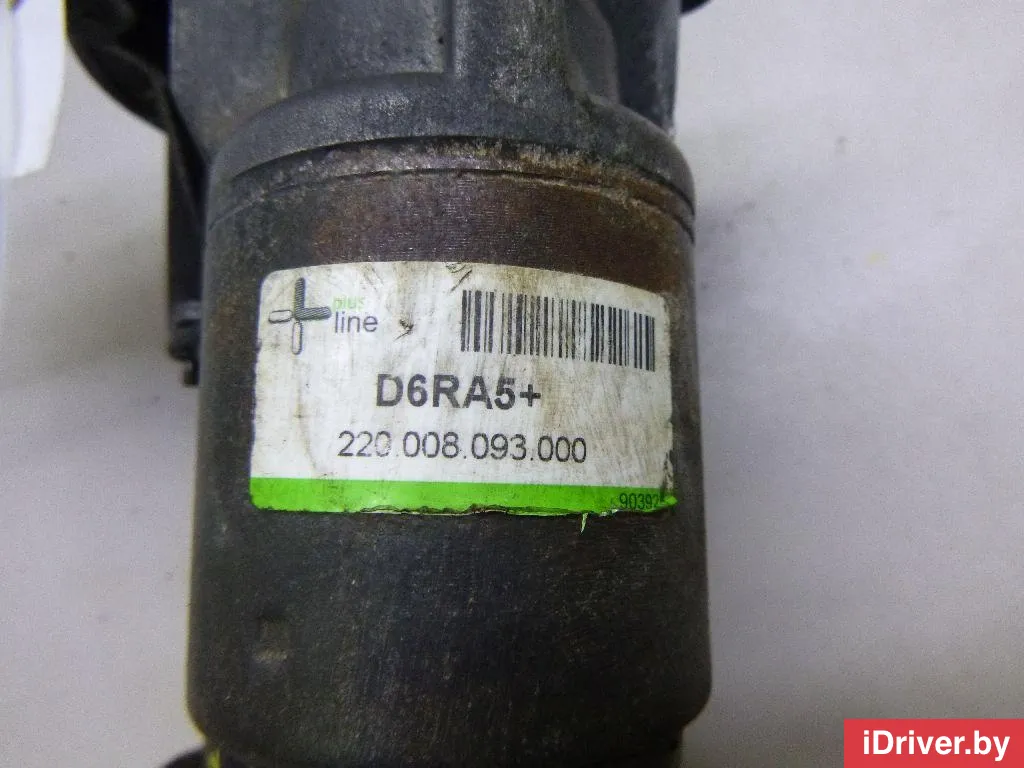 plus
line
D6RA5+
220.008.093.000
90392
iDriver.by